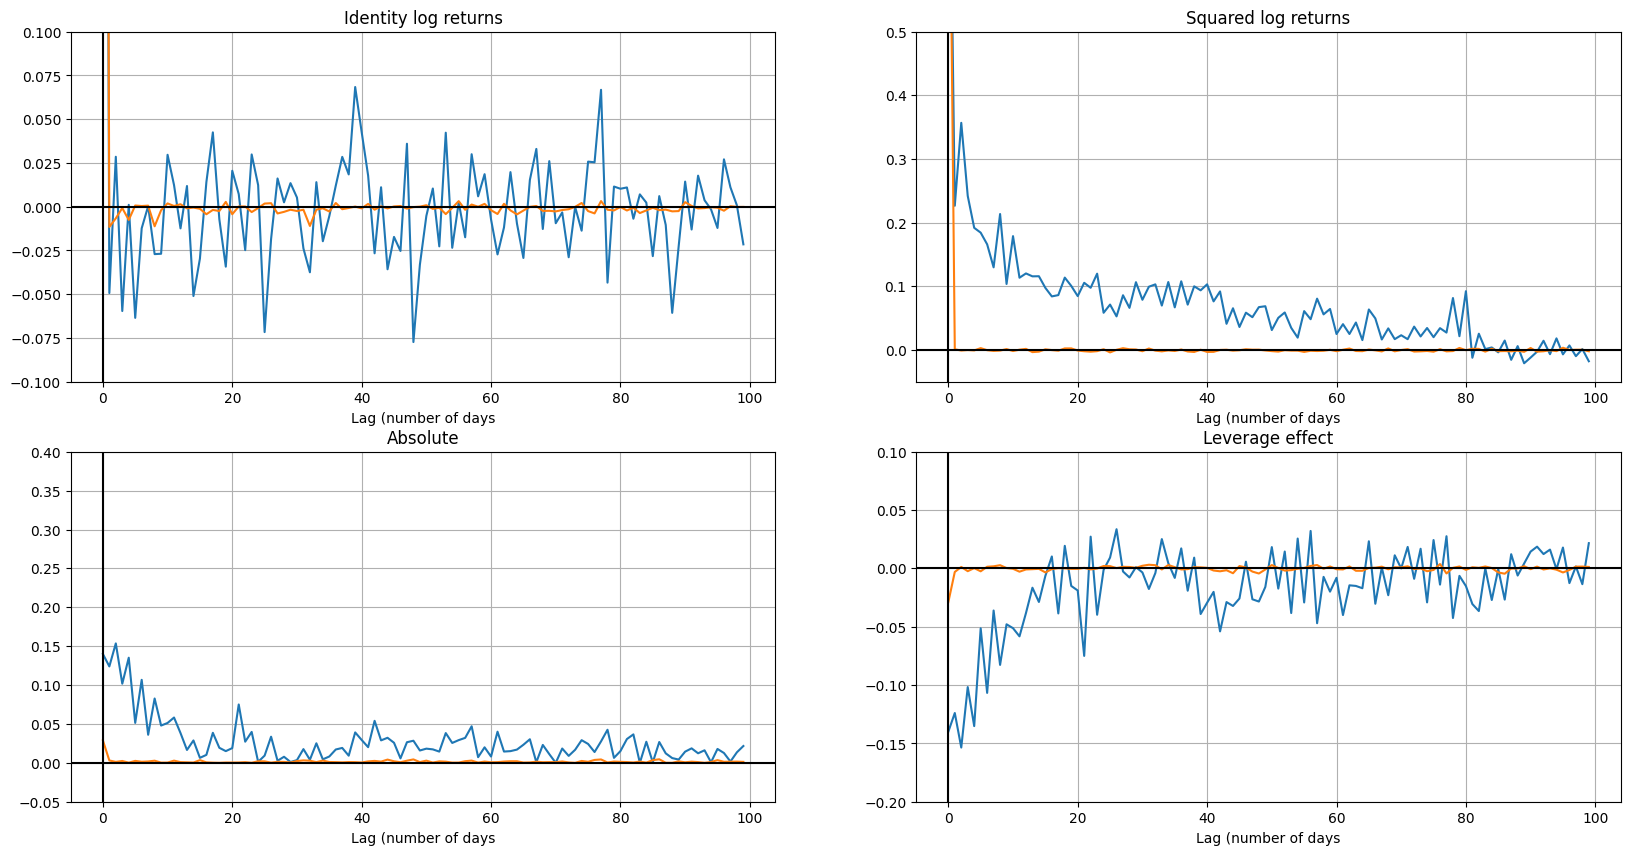 Identity log returns
0.100
0.075
0.050
0.025
0.000
−0.025
−0.050
−0.075
−0.100
0 20 40 60 80 100
Lag (number of days
Squared log returns
0.5
0.4
0.3
0.2
0.1
0.0
0 20 40 60 80 100
Lag (number of days
Absolute
0.40
0.35
0.30
0.25
0.20
0.15
0.10
0.05
0.00
−0.05
0 20 40 60 80 100
Lag (number of days
Leverage effect
0.10
0.05
0.00
−0.05
−0.10
−0.15
−0.20
0 20 40 60 80 100
Lag (number of days